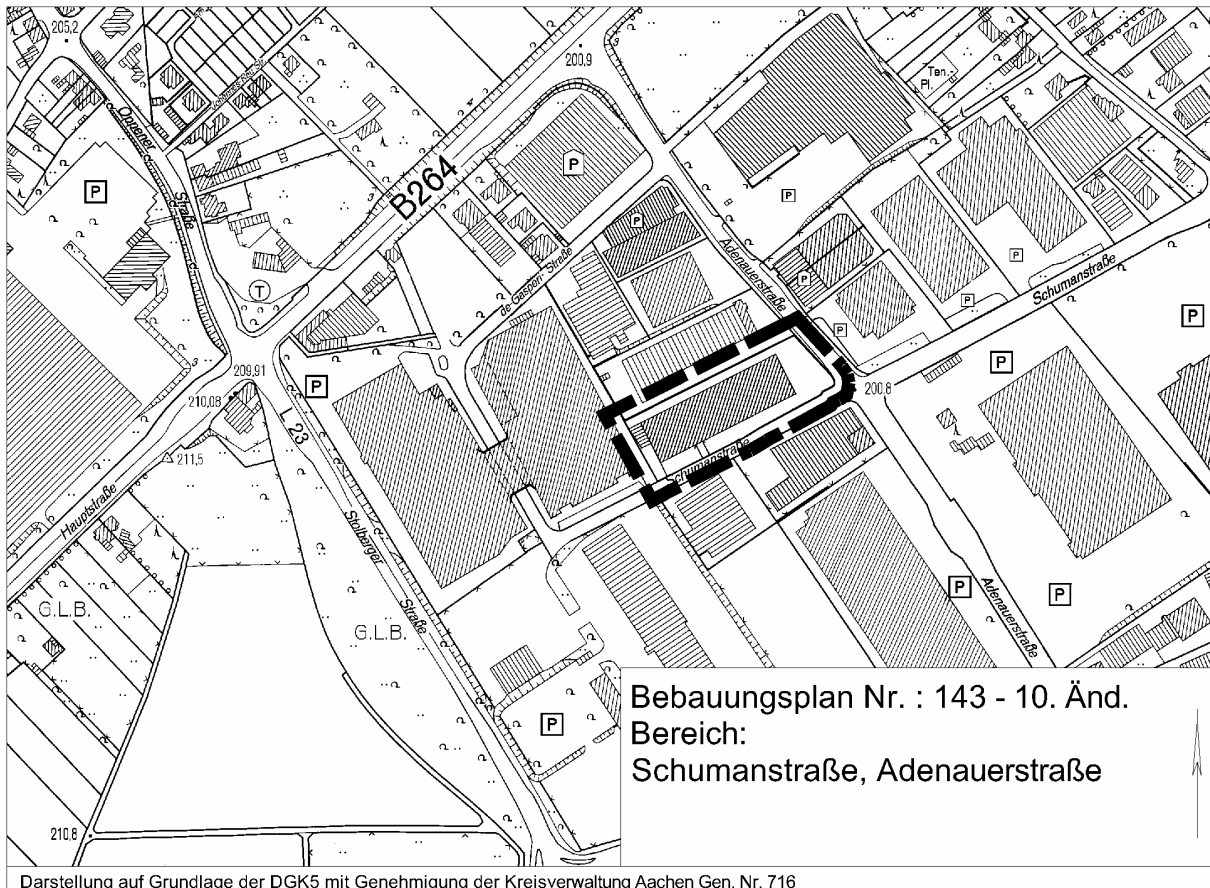 205,2
200,9
Ten.-
Pl.
P
Oppener
Straße
P
B264
P
P
de-Gasperi-Straße
Adenauerstraße
P
P
P
P
P
Schumanstraße
P
T
209,91
210,08
P
P
200.8
23
211,5
Schumanstraße
Hauptstraße
Stolberger
Straße
G.L.B.
G.L.B.
P
P
Adenauerstraße
P
210,8
Bebauungsplan Nr. : 143 - 10. Änd.
Bereich:
Schumanstraße, Adenauerstraße
Darstellung auf Grundlage der DGK5 mit Genehmigung der Kreisverwaltung Aachen Gen. Nr. 716